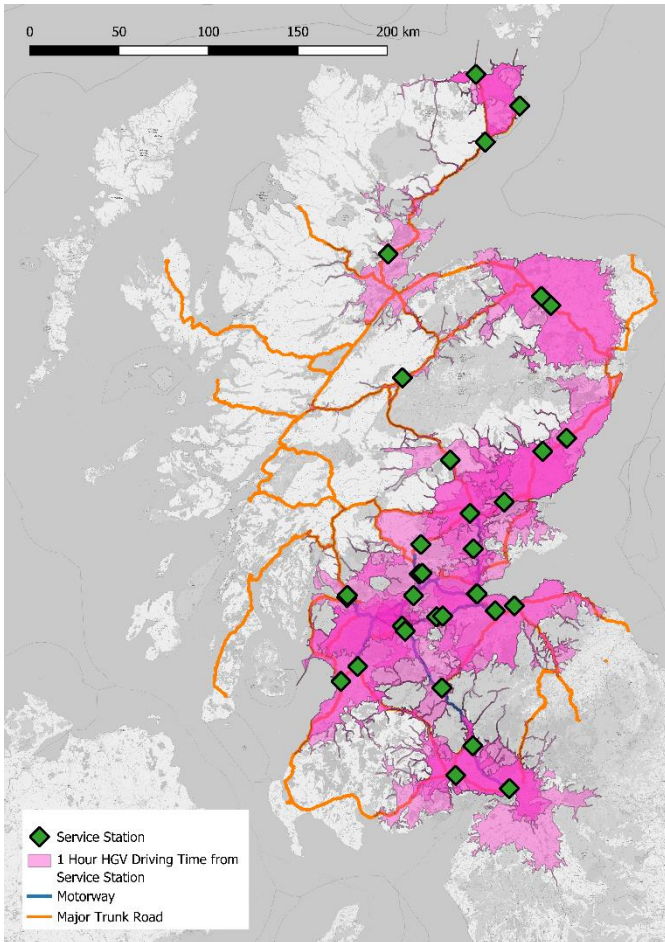 0 50 100 150 200 km
Service Station
1 Hour HGV Driving Time from
Service Station
Motorway
Major Trunk Road